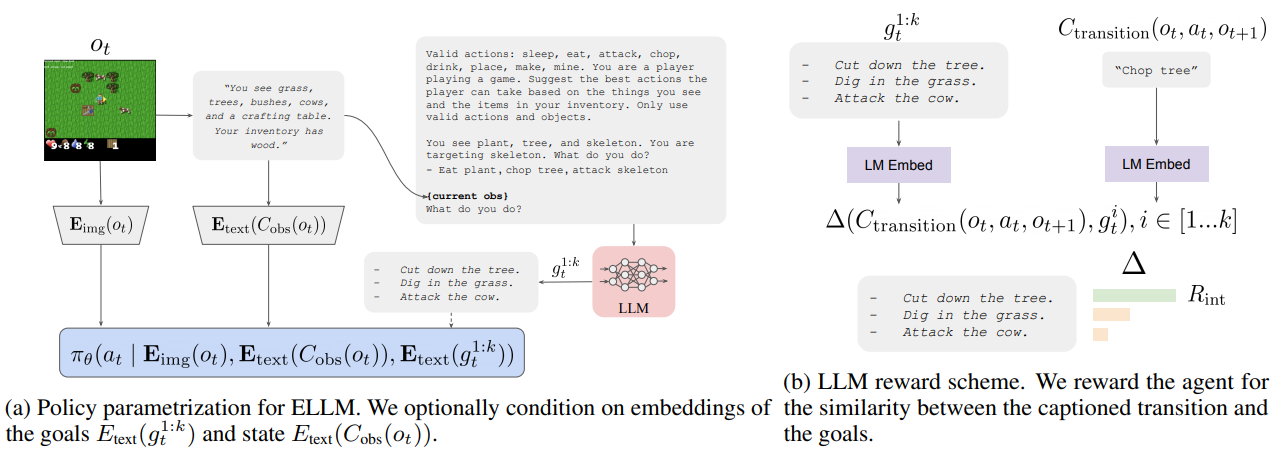 o_t
9 8 8 8 1
"You see grass,
trees, bushes, cows,
and a crafting table.
Your inventory has
wood."
Valid actions: sleep, eat, attack, chop,
drink, place, make, mine. You are a player
playing a game. Suggest the best actions the
player can take based on the things you see
and the items in your inventory. Only use
valid actions and objects.
You see plant, tree, and skeleton. You are
targeting skeleton. What do you do?
- Eat plant, chop tree, attack skeleton
{current obs}
What do you do?
E_img(o_t)
E_text(C_obs(o_t))
- Cut down the tree.
- Dig in the grass.
- Attack the cow.
g_t^{1:k}
LLM
π_θ(a_t | E_img(o_t), E_text(C_obs(o_t)), E_text(g_t^{1:k}))
(a) Policy parametrization for ELLM. We optionally condition on embeddings of
the goals E_text(g_t^{1:k}) and state E_text(C_obs(o_t)).
g_t^{1:k}
- Cut down the tree.
- Dig in the grass.
- Attack the cow.
C_transition(o_t, a_t, o_{t+1})
"Chop tree"
LM Embed
LM Embed
Δ(C_transition(o_t, a_t, o_{t+1}), g_t^i), i ∈ [1...k]
Δ
- Cut down the tree.
- Dig in the grass.
- Attack the cow.
R_int
(b) LLM reward scheme. We reward the agent for
the similarity between the captioned transition and
the goals.